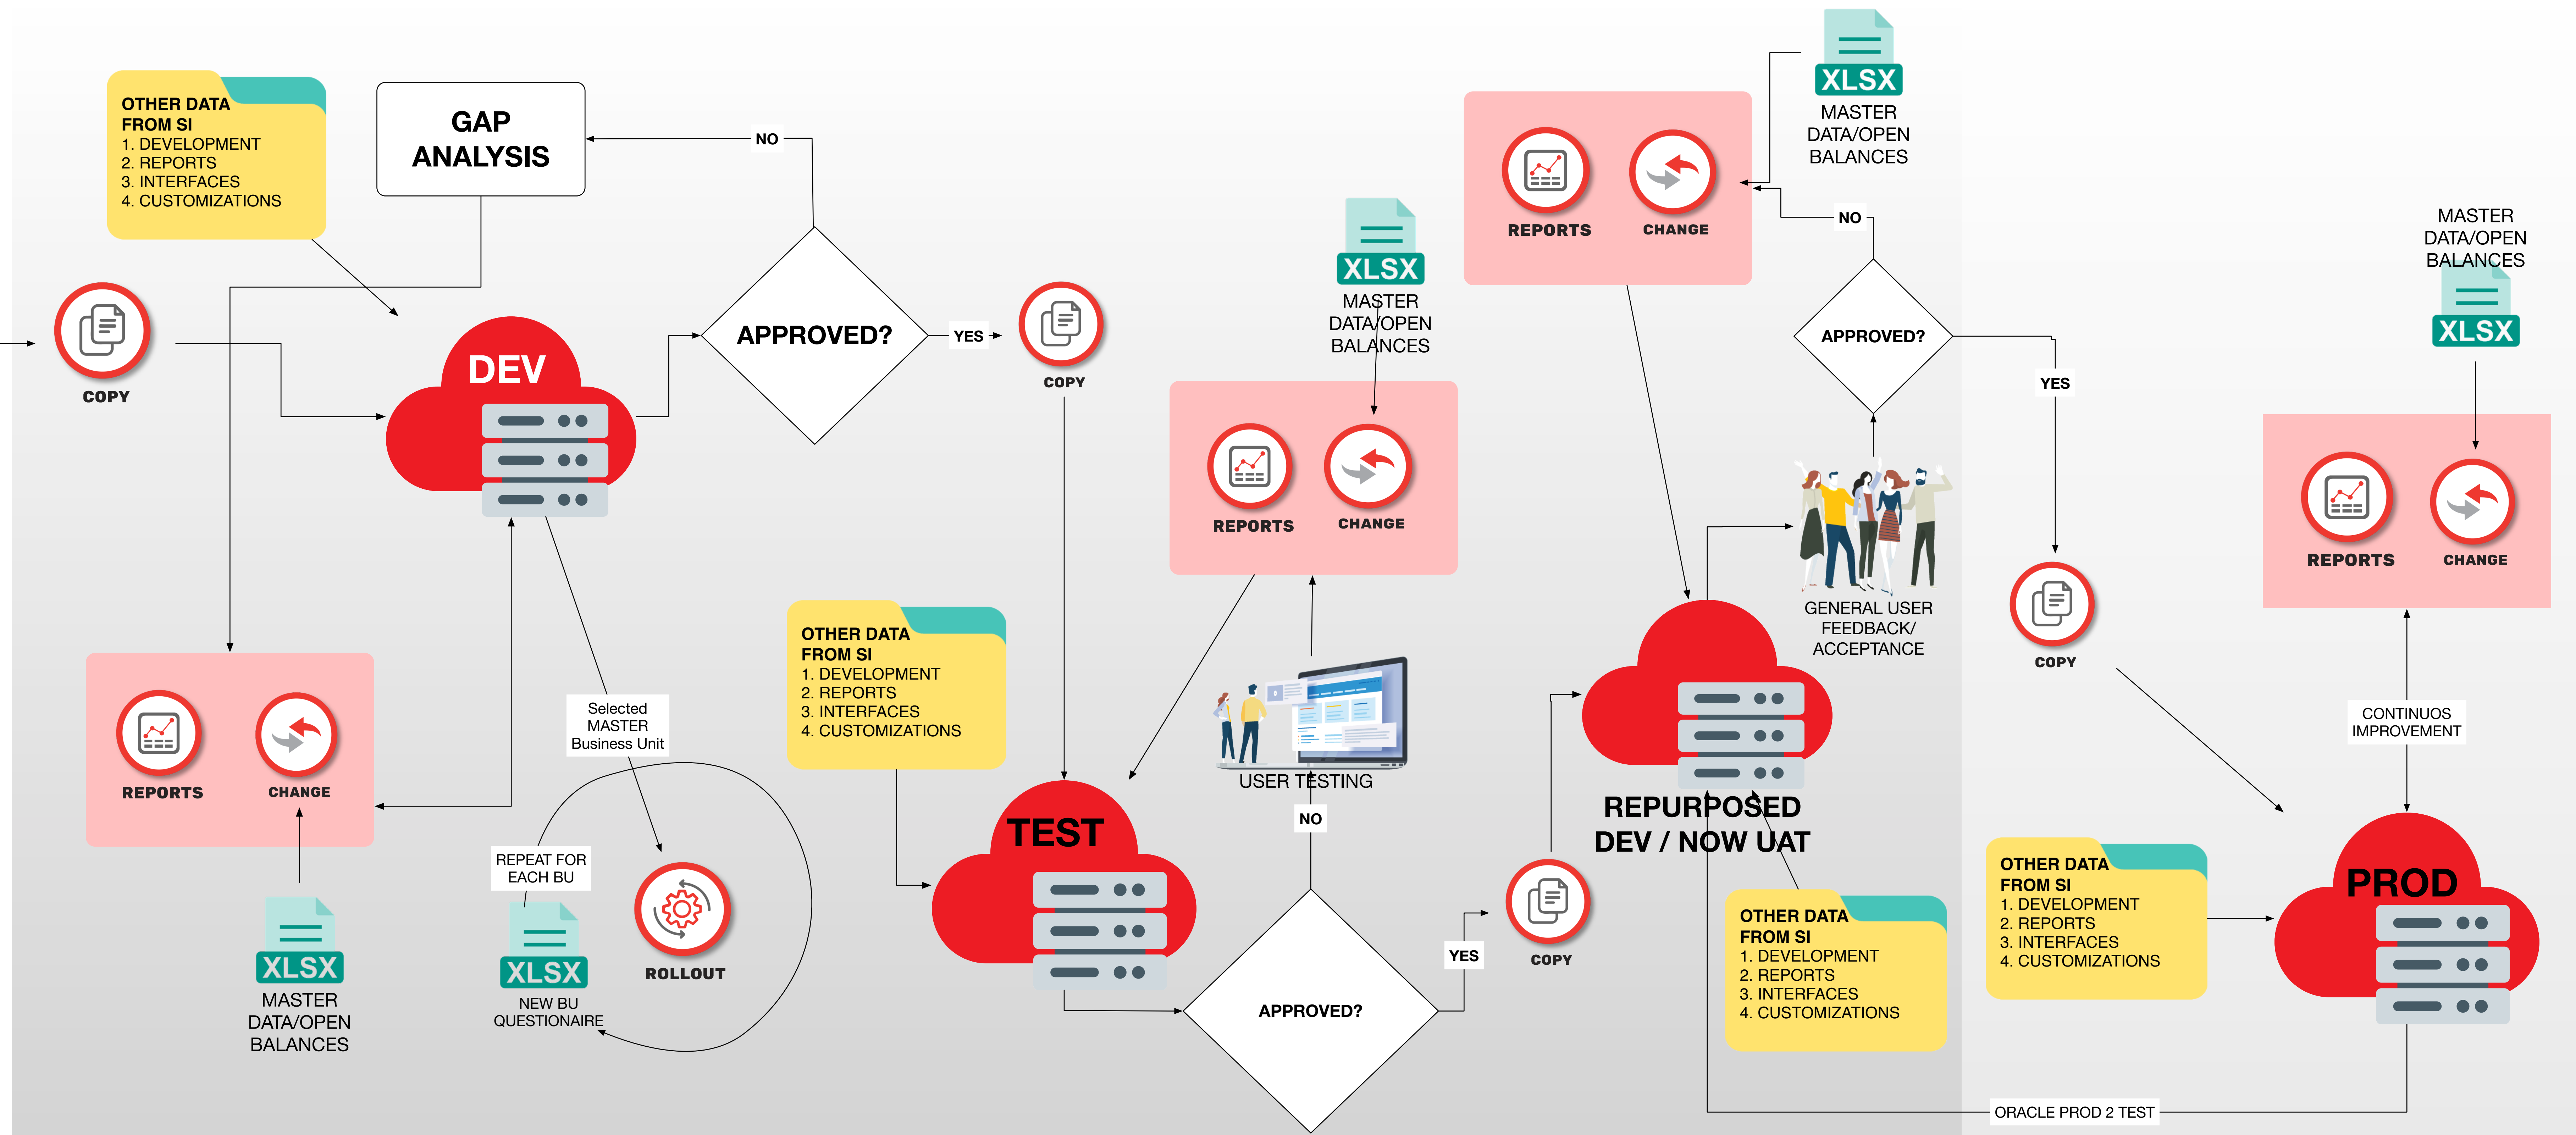 OTHER DATA
FROM SI
1. DEVELOPMENT
2. REPORTS
3. INTERFACES
4. CUSTOMIZATIONS
GAP
ANALYSIS
NO
COPY
DEV
APPROVED?
YES
COPY
REPORTS
CHANGE
XLSX
MASTER
DATA/OPEN
BALANCES
Selected
MASTER
Business Unit
REPEAT FOR
EACH BU
XLSX
NEW BU
QUESTIONAIRE
ROLLOUT
OTHER DATA
FROM SI
1. DEVELOPMENT
2. REPORTS
3. INTERFACES
4. CUSTOMIZATIONS
TEST
XLSX
MASTER
DATA/OPEN
BALANCES
REPORTS
CHANGE
USER TESTING
NO
APPROVED?
YES
COPY
REPORTS
CHANGE
XLSX
MASTER
DATA/OPEN
BALANCES
NO
APPROVED?
YES
GENERAL USER
FEEDBACK/
ACCEPTANCE
REPURPOSED
DEV / NOW UAT
OTHER DATA
FROM SI
1. DEVELOPMENT
2. REPORTS
3. INTERFACES
4. CUSTOMIZATIONS
COPY
MASTER
DATA/OPEN
BALANCES
XLSX
REPORTS
CHANGE
CONTINUOS
IMPROVEMENT
OTHER DATA
FROM SI
1. DEVELOPMENT
2. REPORTS
3. INTERFACES
4. CUSTOMIZATIONS
PROD
ORACLE PROD 2 TEST